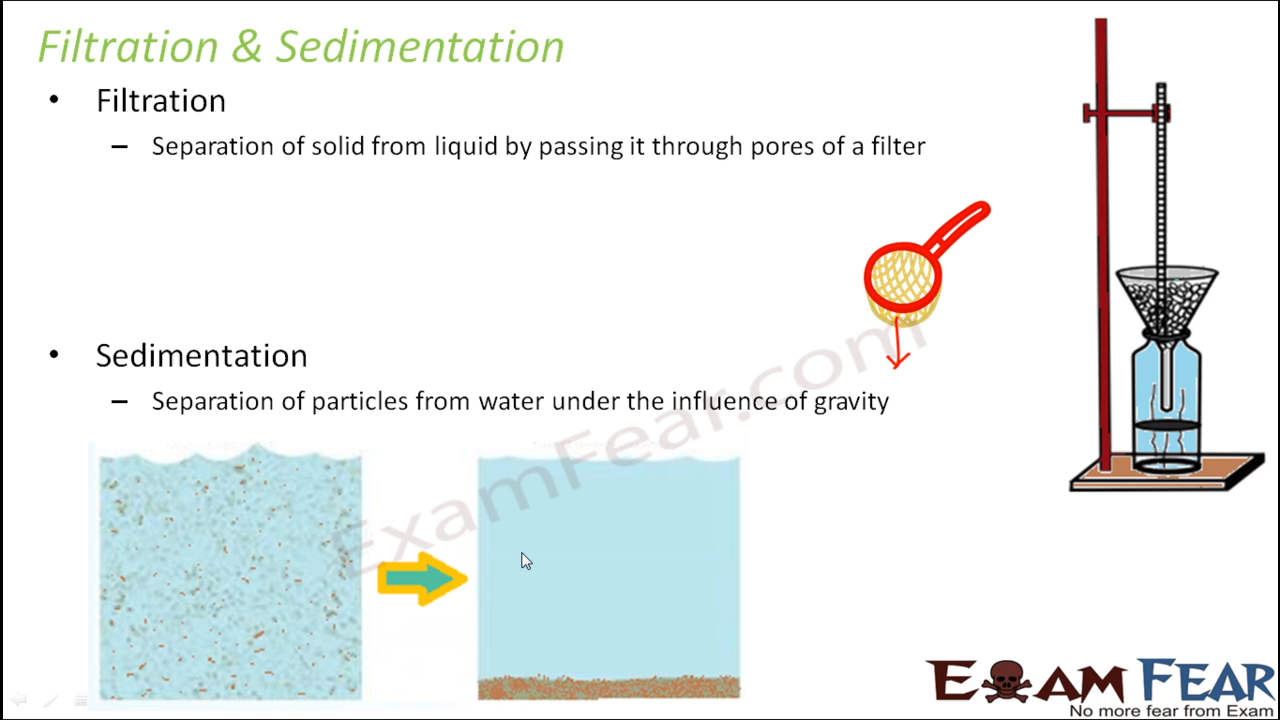 Filtration & Sedimentation
• Filtration
– Separation of solid from liquid by passing it through pores of a filter
• Sedimentation
– Separation of particles from water under the influence of gravity
ExamFear.com
EXAM FEAR
No more fear from Exam